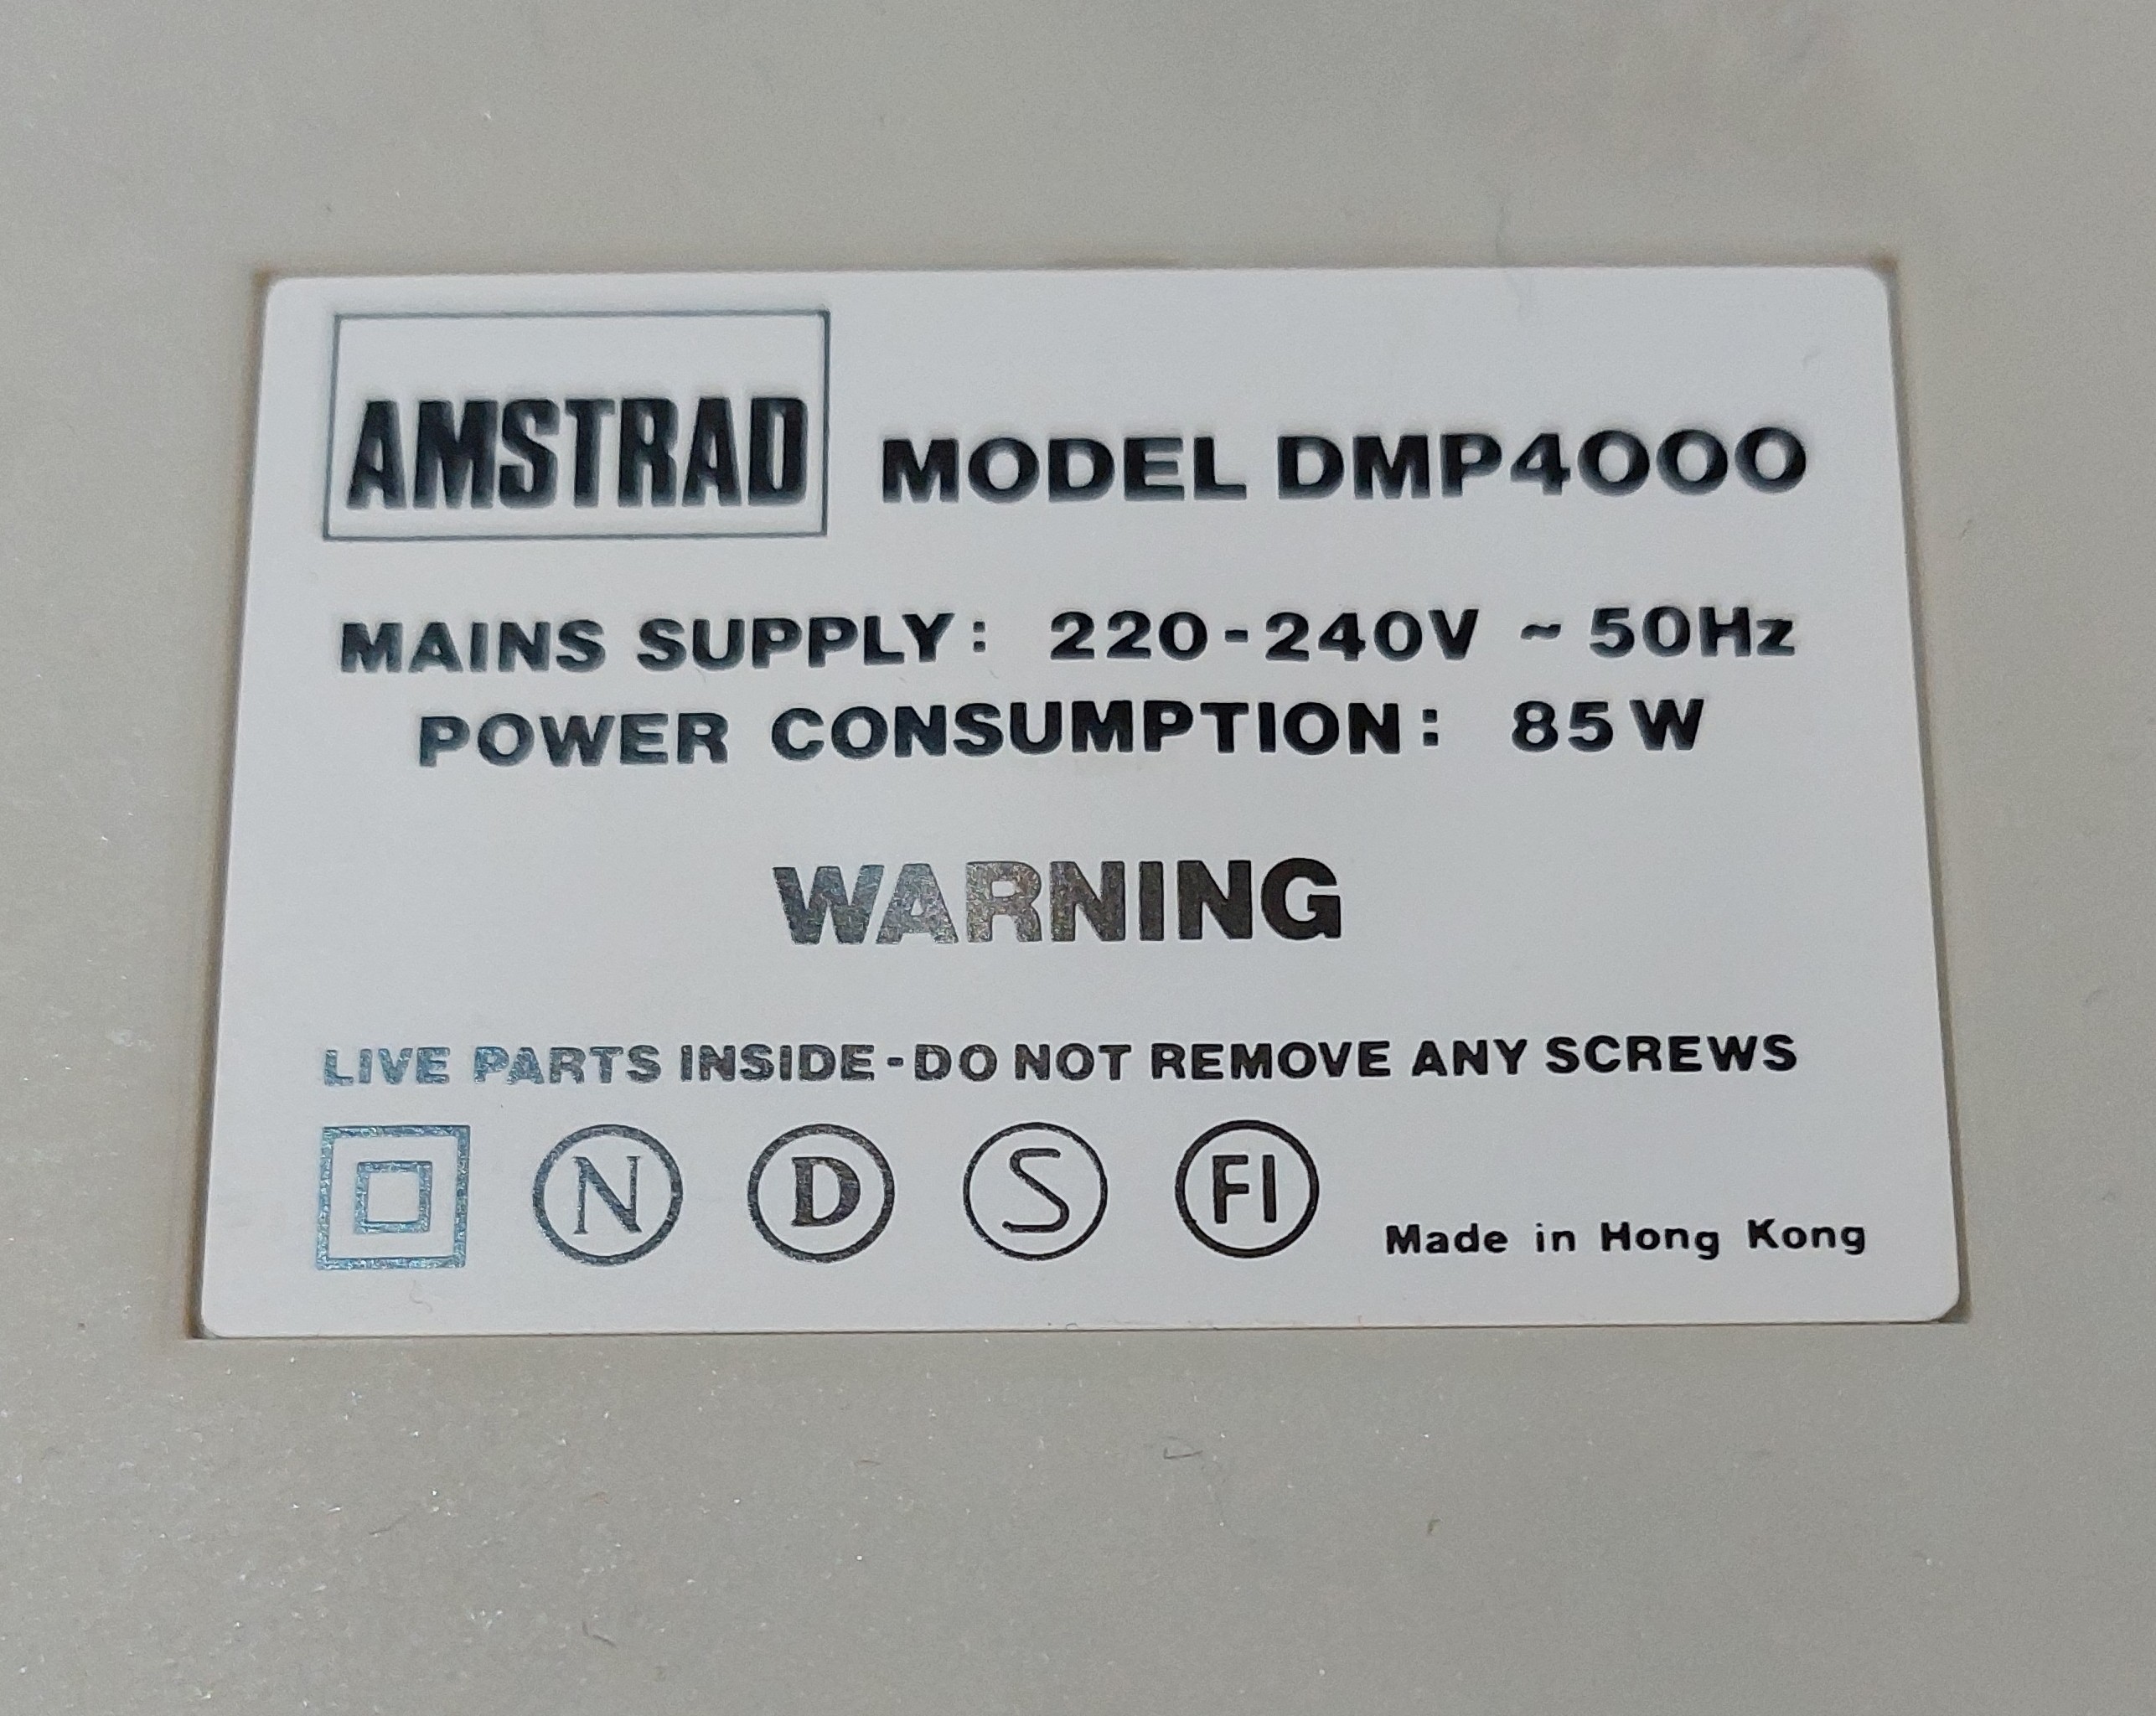 AMSTRAD MODEL DMP4000
MAINS SUPPLY: 220-240V ~ 50Hz
POWER CONSUMPTION: 85W
WARNING
LIVE PARTS INSIDE-DO NOT REMOVE ANY SCREWS
N D S FI Made in Hong Kong